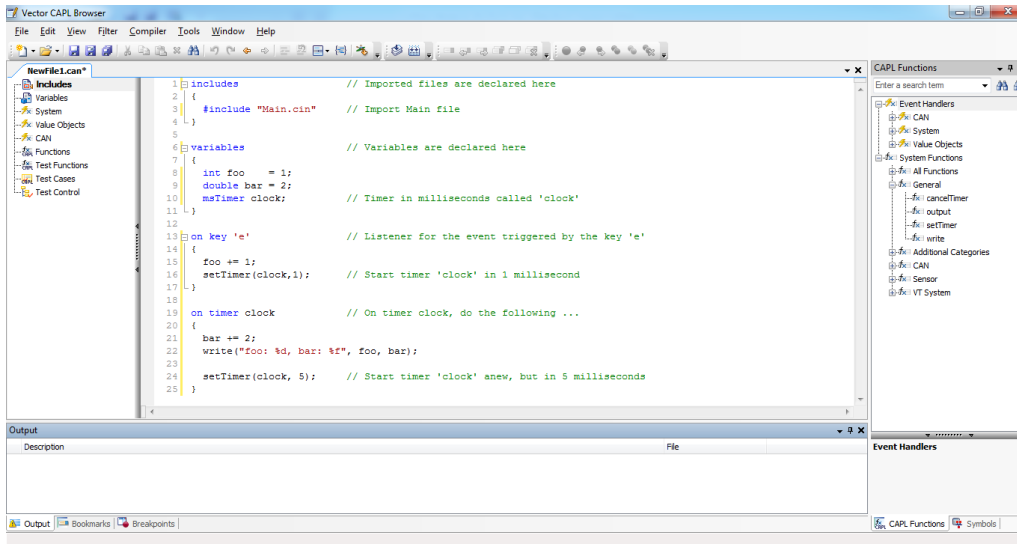 Vector CAPL Browser
File Edit View Filter Compiler Tools Window Help
NewFile1.can*
Includes
Variables
System
Value Objects
CAN
Functions
Test Functions
Test Cases
Test Control
1 includes // Imported files are declared here
2 {
3 #include "Main.cin" // Import Main file
4 }
5
6 variables // Variables are declared here
7 {
8 int foo = 1;
9 double bar = 2;
10 msTimer clock; // Timer in milliseconds called 'clock'
11 }
12
13 on key 'e' // Listener for the event triggered by the key 'e'
14 {
15 foo += 1;
16 setTimer(clock,1); // Start timer 'clock' in 1 millisecond
17 }
18
19 on timer clock // On timer clock, do the following ...
20 {
21 bar += 2;
22 write("foo: %d, bar: %f", foo, bar);
23
24 setTimer(clock, 5); // Start timer 'clock' anew, but in 5 milliseconds
25 }
CAPL Functions
Enter a search term
Event Handlers
CAN
System
Value Objects
System Functions
All Functions
General
cancelTimer
output
setTimer
write
Additional Categories
CAN
Sensor
VT System
Output
Description File
Event Handlers
Output Bookmarks Breakpoints
CAPL Functions Symbols